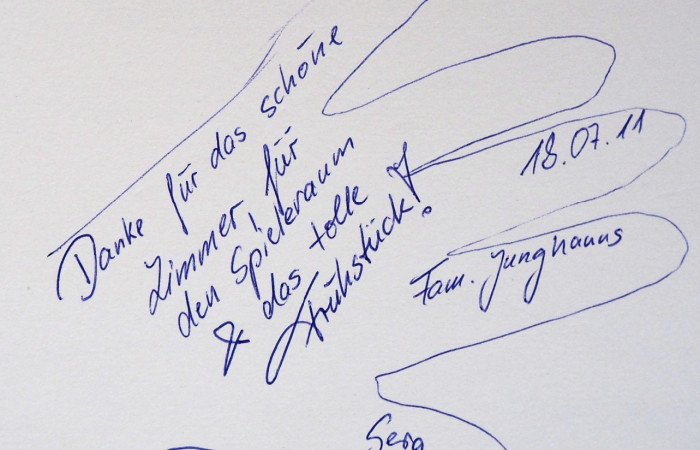 Danke für das schöne
Zimmer, für
den Spieleraum
& das tolle
Frühstück!
18.07.11
Fam. Junghanns